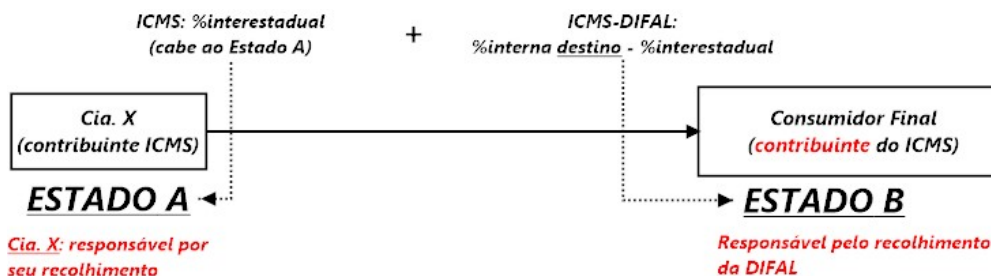 ICMS: %interestadual
(cabe ao Estado A)
+
ICMS-DIFAL:
%interna destino - %interestadual
Cia. X
(contribuinte ICMS)
Consumidor Final
(contribuinte do ICMS)
ESTADO A
ESTADO B
Cia. X: responsável por
seu recolhimento
Responsável pelo recolhimento
da DIFAL